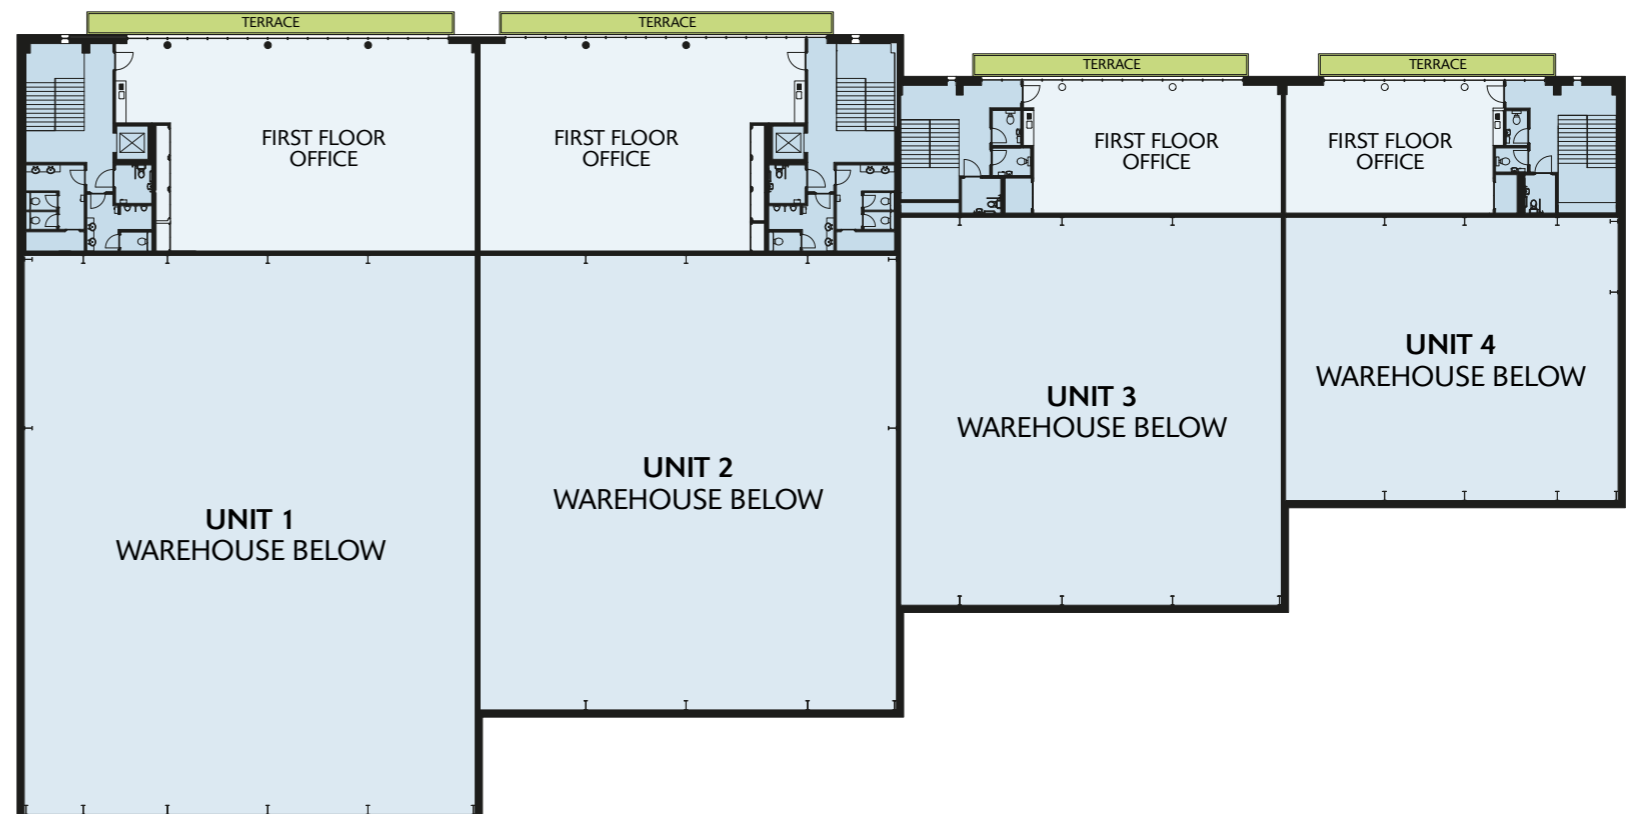 TERRACE
TERRACE
TERRACE
TERRACE
FIRST FLOOR
OFFICE
FIRST FLOOR
OFFICE
FIRST FLOOR
OFFICE
FIRST FLOOR
OFFICE
UNIT 1
WAREHOUSE BELOW
UNIT 2
WAREHOUSE BELOW
UNIT 3
WAREHOUSE BELOW
UNIT 4
WAREHOUSE BELOW